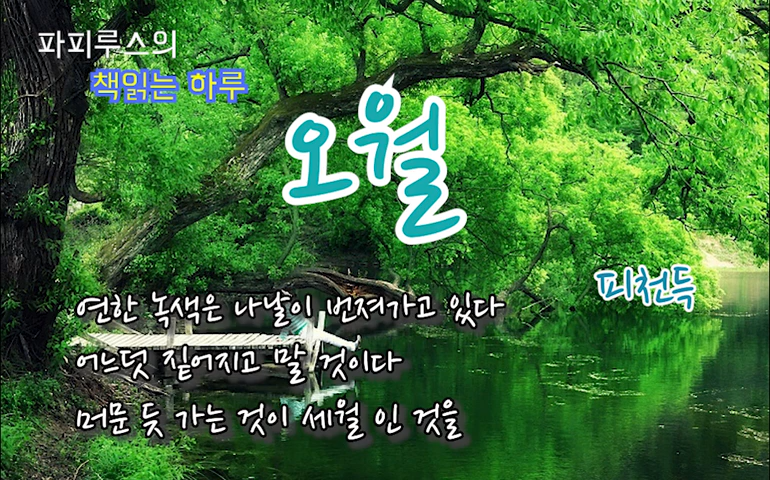 파피루스의
책읽는 하루
오월
피천득
연한 녹색은 나날이 번져가고 있다
어느덧 짙어지고 말 것이다
머문 듯 가는 것이 세월 인 것을